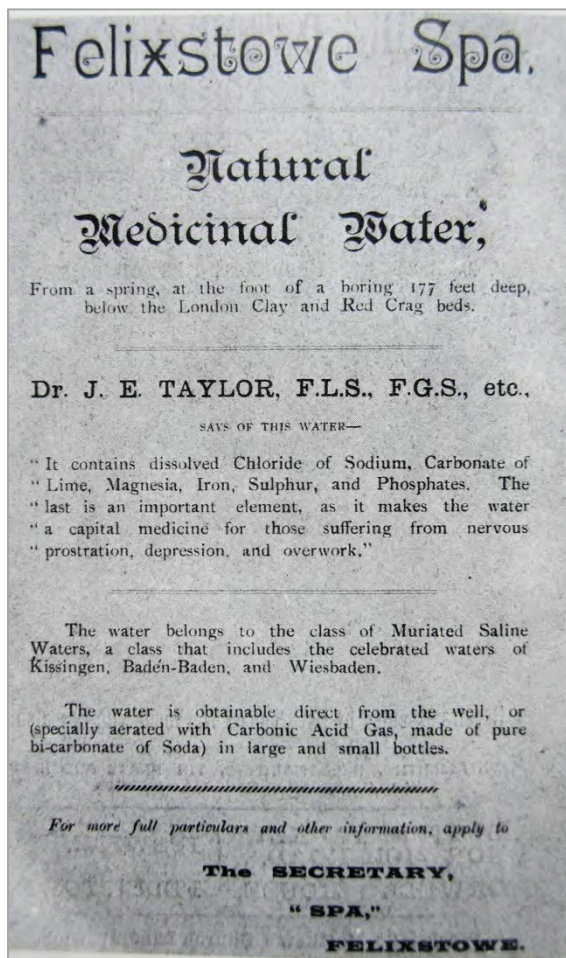 Felixstowe Spa.
Natural
Medicinal Water,
From a spring, at the foot of a boring 177 feet deep,
below the London Clay and Red Crag beds.
Dr. J. E. TAYLOR, F.L.S., F.G.S., etc.,
SAYS OF THIS WATER—
" It contains dissolved Chloride of Sodium, Carbonate of
" Lime, Magnesia, Iron, Sulphur, and Phosphates. The
" last is an important element, as it makes the water
" a capital medicine for those suffering from nervous
" prostration, depression, and overwork."
The water belongs to the class of Muriated Saline
Waters, a class that includes the celebrated waters of
Kissingen, Baden-Baden, and Wiesbaden.
The water is obtainable direct from the well, or
(specially aerated with Carbonic Acid Gas, made of pure
bi-carbonate of Soda) in large and small bottles.
For more full particulars and other information, apply to
The SECRETARY,
" SPA,"
FELIXSTOWE.